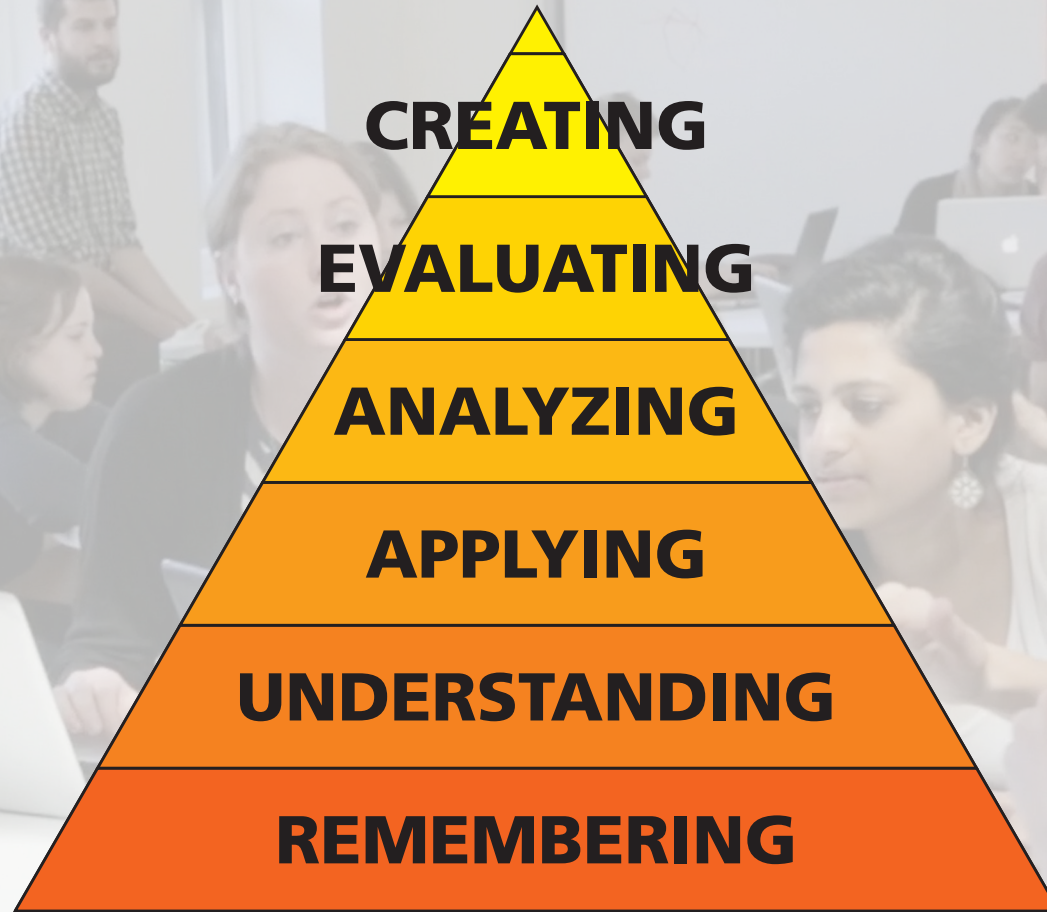 CREATING
EVALUATING
ANALYZING
APPLYING
UNDERSTANDING
REMEMBERING